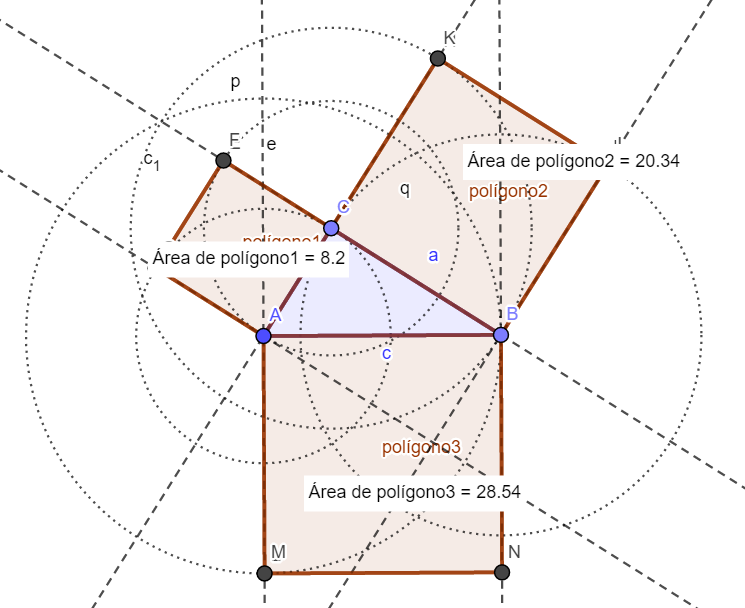 K
p
E
e
c1
Área de polígono2 = 20.34
q
polígono2
C
polígono1
Área de polígono1 = 8.2
a
A
B
c
polígono3
Área de polígono3 = 28.54
M
N